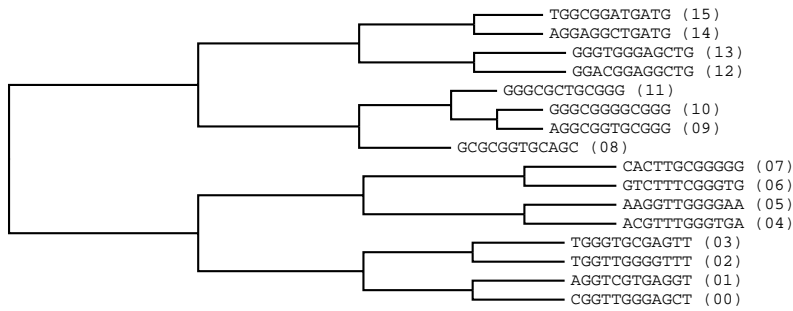 TGGCGGATGATG (15)
AGGAGGCTGATG (14)
GGGTGGGAGCTG (13)
GGACGGAGGCTG (12)
GGGCGCTGCGGG (11)
GGGCGGGGCGGG (10)
AGGCGGTGCGGG (09)
GCGCGGTGCAGC (08)
CACTTGCGGGGG (07)
GTCTTTCGGGTG (06)
AAGGTTGGGGAA (05)
ACGTTTGGGTGA (04)
TGGGTGCGAGTT (03)
TGGTTGGGGTTT (02)
AGGTCGTGAGGT (01)
CGGTTGGGAGCT (00)